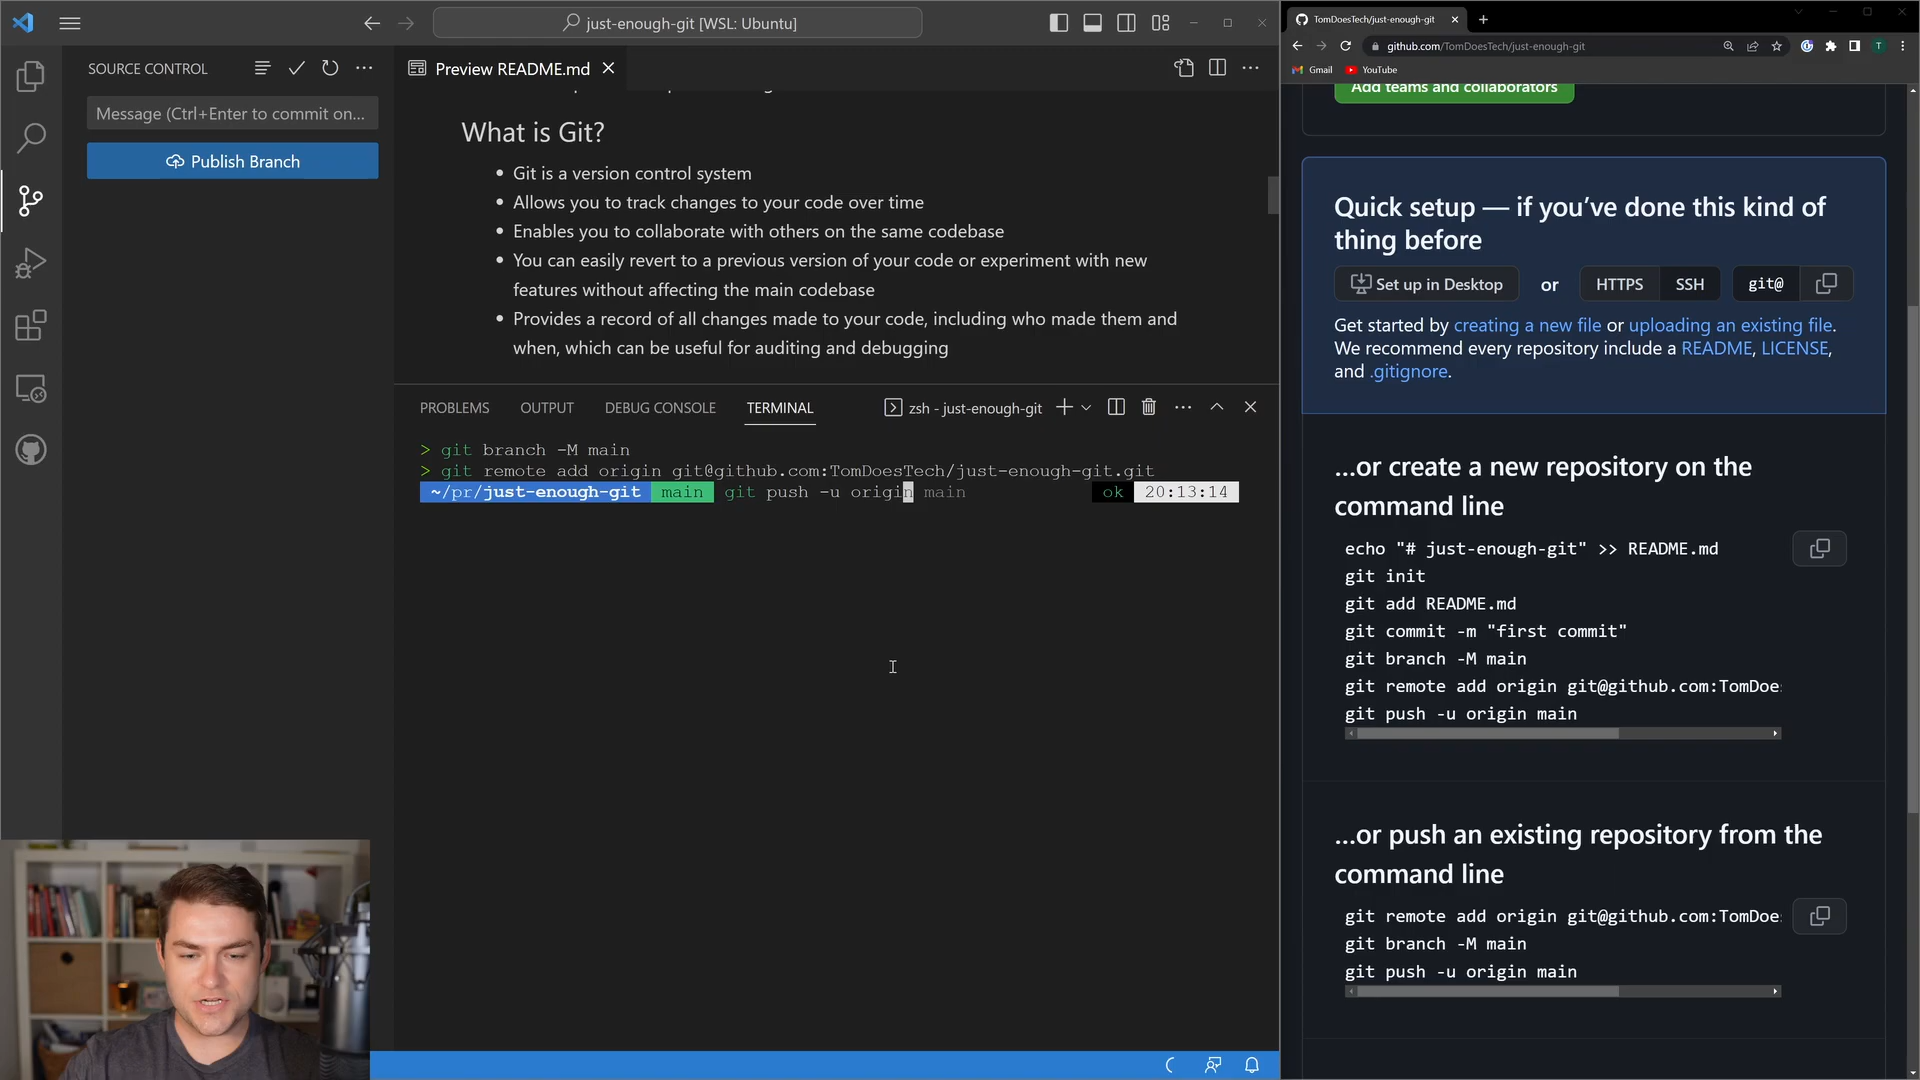 just-enough-git [WSL: Ubuntu]
SOURCE CONTROL
Message (Ctrl+Enter to commit on...
Publish Branch
Preview README.md
What is Git?
• Git is a version control system
• Allows you to track changes to your code over time
• Enables you to collaborate with others on the same codebase
• You can easily revert to a previous version of your code or experiment with new
features without affecting the main codebase
• Provides a record of all changes made to your code, including who made them and
when, which can be useful for auditing and debugging
PROBLEMS OUTPUT DEBUG CONSOLE TERMINAL zsh - just-enough-git
> git branch -M main
> git remote add origin git@github.com:TomDoesTech/just-enough-git.git
~/pr/just-enough-git main git push -u origin main ok 20:13:14
TomDoesTech/just-enough-git
github.com/TomDoesTech/just-enough-git
T
Gmail YouTube
Add teams and collaborators
Quick setup — if you've done this kind of
thing before
Set up in Desktop or HTTPS SSH git@
Get started by creating a new file or uploading an existing file.
We recommend every repository include a README, LICENSE,
and .gitignore.
...or create a new repository on the
command line
echo "# just-enough-git" >> README.md
git init
git add README.md
git commit -m "first commit"
git branch -M main
git remote add origin git@github.com:TomDoe
git push -u origin main
...or push an existing repository from the
command line
git remote add origin git@github.com:TomDoe
git branch -M main
git push -u origin main